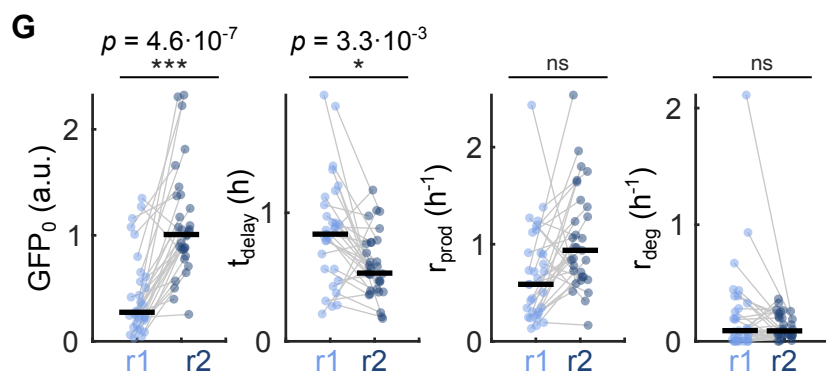 G
p = 4.6·10-7
***
GFP0 (a.u.)
2
1
0
r1 r2
p = 3.3·10-3
*
tdelay (h)
1
0
r1 r2
ns
rprod (h-1)
2
1
0
r1 r2
ns
rdeg (h-1)
2
1
0
r1 r2